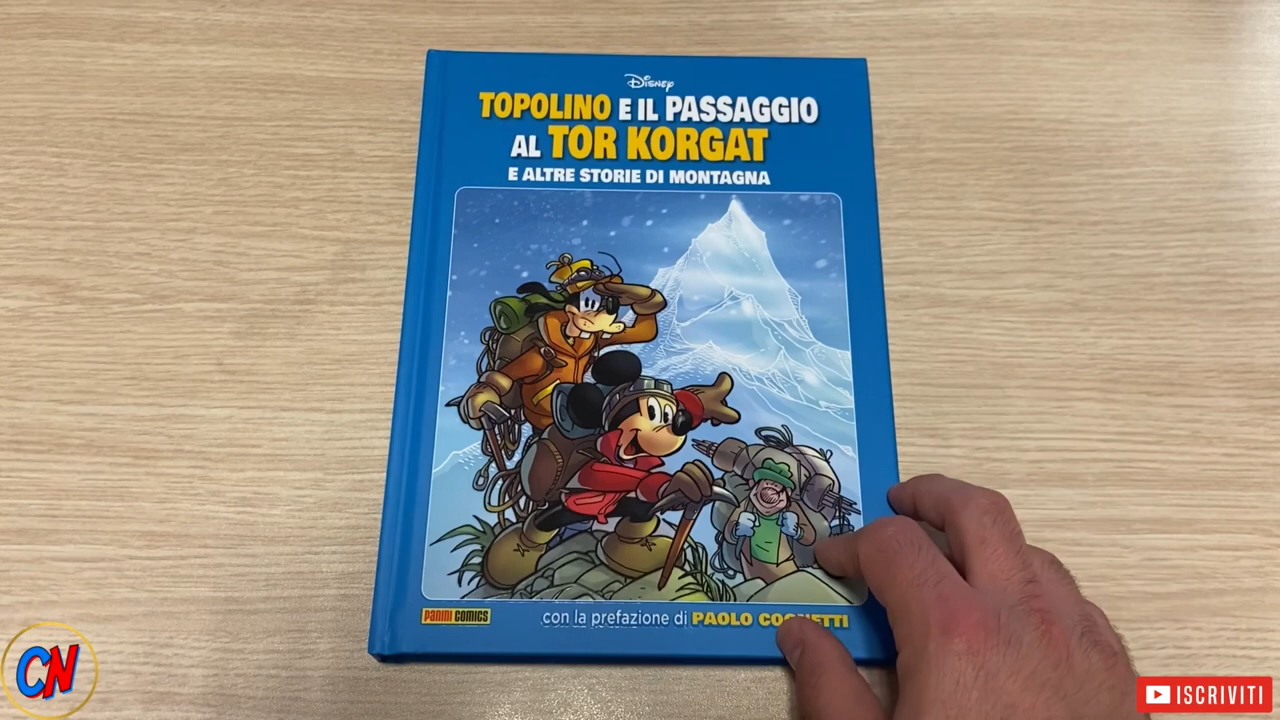 Disney
TOPOLINO E IL PASSAGGIO
AL TOR KORGAT
E ALTRE STORIE DI MONTAGNA
PANINI COMICS
con la prefazione di PAOLO
CN
ISCRIVITI